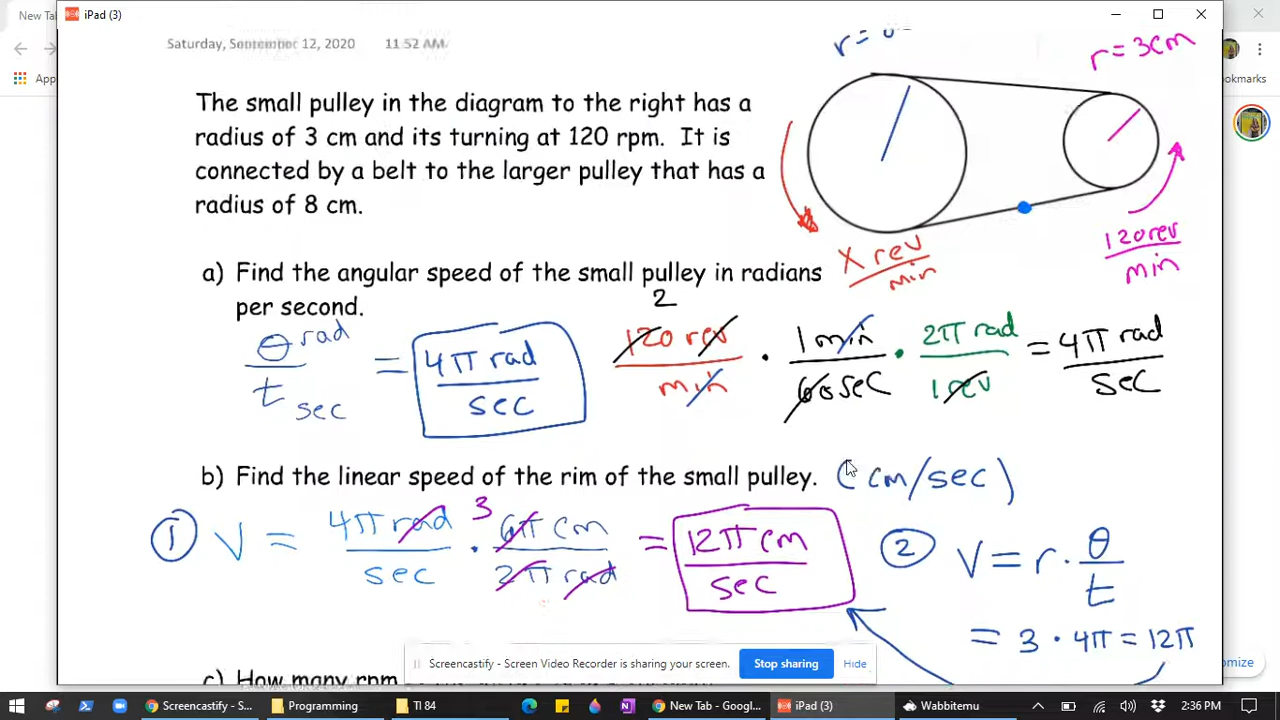 New Tab
iPad (3)
App
ookmarks
Saturday, September 12, 2020 11:52 AM
r=
r=3cm
The small pulley in the diagram to the right has a
radius of 3 cm and its turning at 120 rpm. It is
connected by a belt to the larger pulley that has a
radius of 8 cm.
X rev
min
120 rev
min
a) Find the angular speed of the small pulley in radians
per second.
2
θ rad / t sec = 4π rad / sec
120 rev / min · 1 min / 60 sec · 2π rad / 1 rev = 4π rad / sec
b) Find the linear speed of the rim of the small pulley. (cm/sec)
① V = 4π rad / sec · 3 6π cm / 2π rad = 12π cm / sec
② V = r · θ / t
= 3 · 4π = 12π
Screencastify - Screen Video Recorder is sharing your screen. Stop sharing Hide
omize
c) How many rpm
Screencastify - S... Programming TI 84 New Tab - Googl... iPad (3) Wabbitemu 2:36 PM